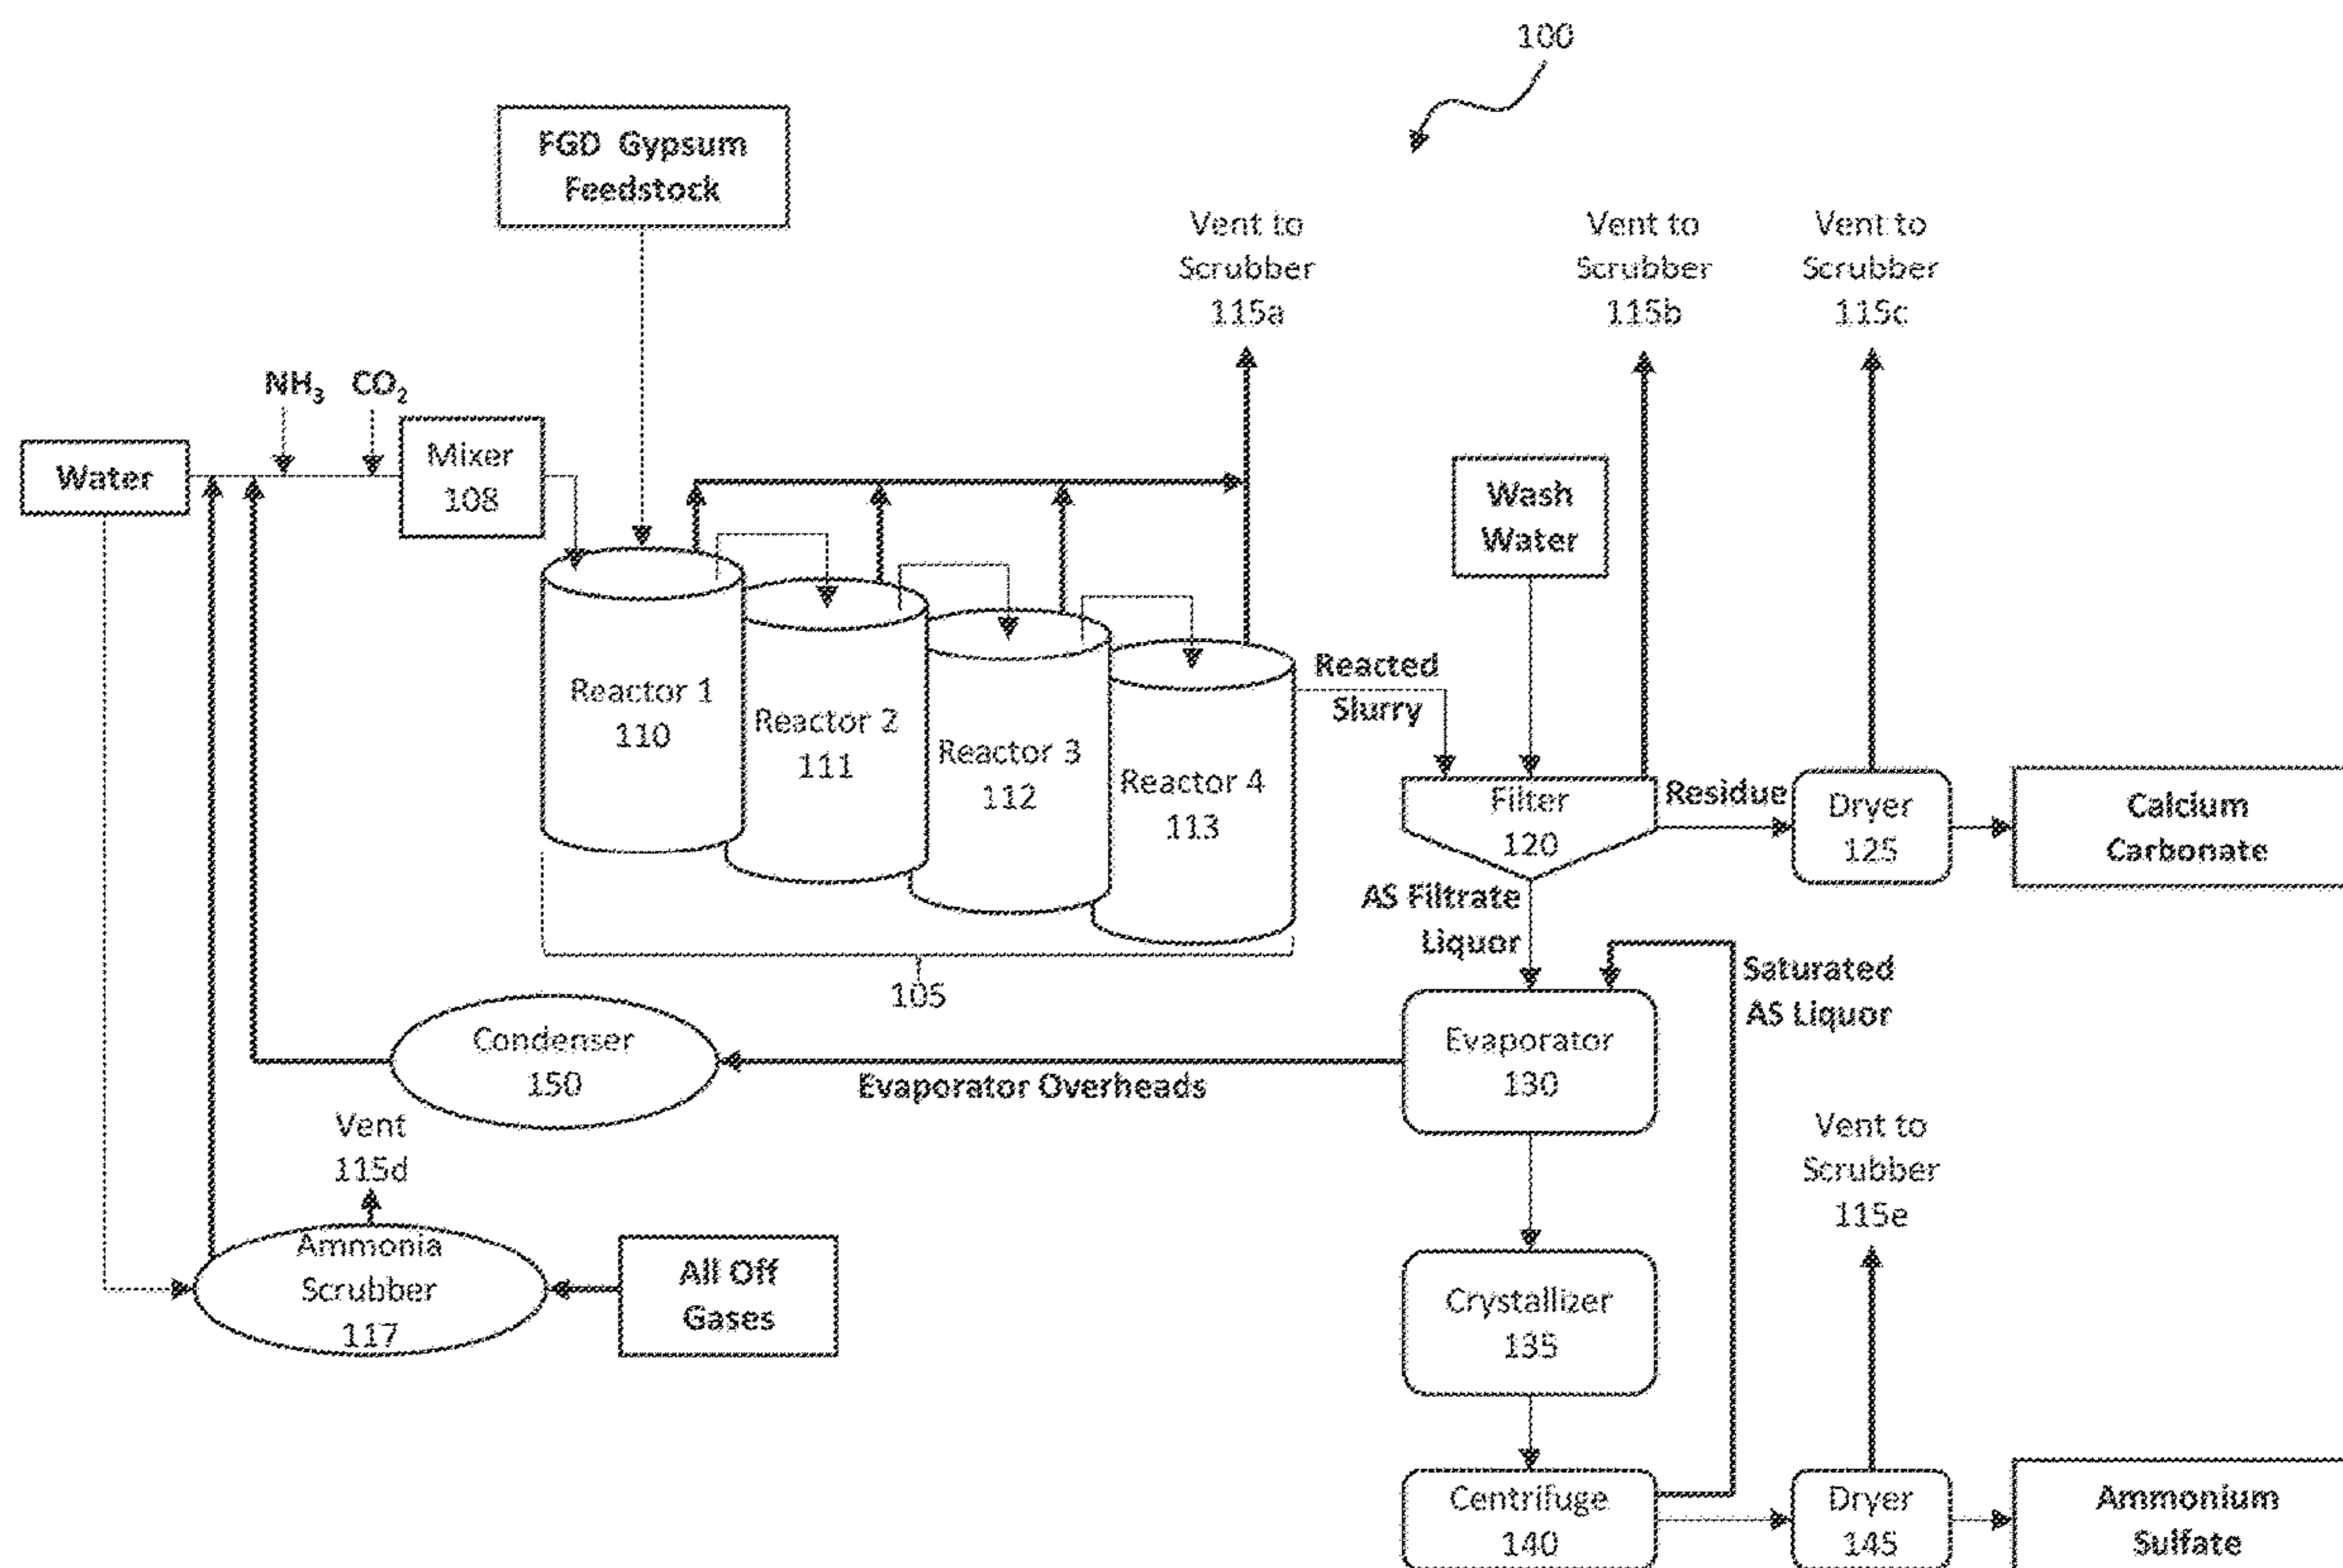 100
FGD Gypsum
Feedstock
Vent to
Scrubber
115a
Vent to
Scrubber
115b
Vent to
Scrubber
115c
NH₃
CO₂
Water
Mixer
108
Wash
Water
Reactor 1
110
Reactor 2
111
Reactor 3
112
Reactor 4
113
105
Reacted
Slurry
Filter
120
Residue
Dryer
125
Calcium
Carbonate
AS Filtrate
Liquor
Saturated
AS Liquor
Evaporator
130
Evaporator Overheads
Condenser
150
Vent
115d
Ammonia
Scrubber
117
All Off
Gases
Crystallizer
135
Vent to
Scrubber
115e
Centrifuge
140
Dryer
145
Ammonium
Sulfate